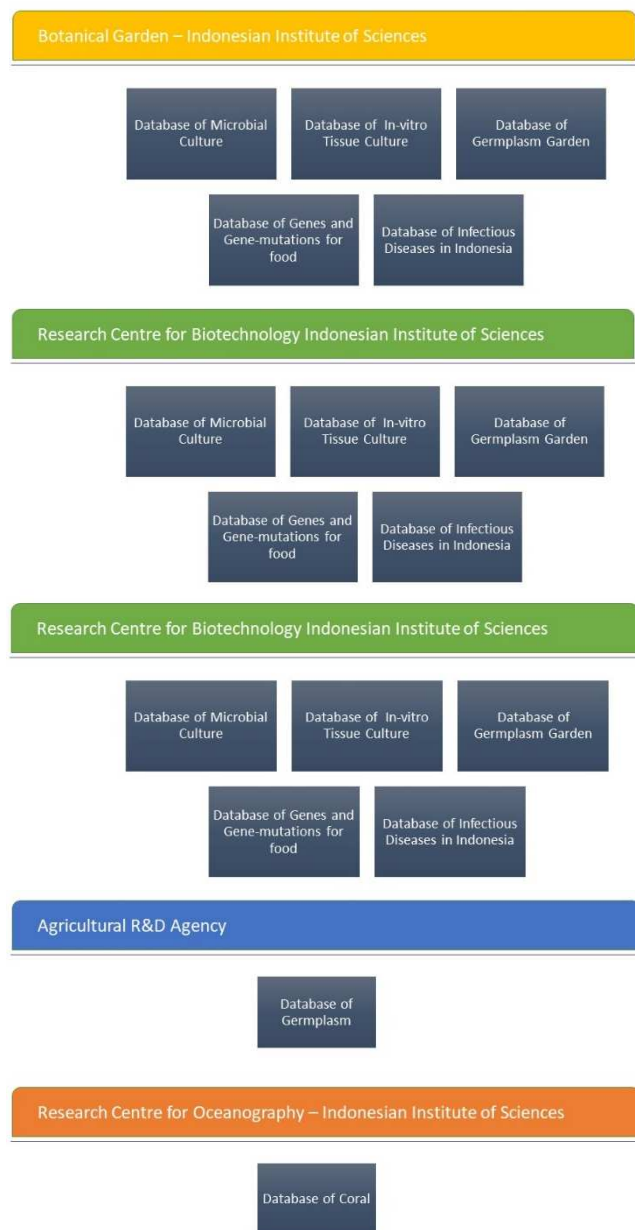 Botanical Garden – Indonesian Institute of Sciences
Database of Microbial
Culture
Database of In-vitro
Tissue Culture
Database of
Germplasm Garden
Database of Genes and
Gene-mutations for
food
Database of Infectious
Diseases in Indonesia
Research Centre for Biotechnology Indonesian Institute of Sciences
Database of Microbial
Culture
Database of In-vitro
Tissue Culture
Database of
Germplasm Garden
Database of Genes and
Gene-mutations for
food
Database of Infectious
Diseases in Indonesia
Research Centre for Biotechnology Indonesian Institute of Sciences
Database of Microbial
Culture
Database of In-vitro
Tissue Culture
Database of
Germplasm Garden
Database of Genes and
Gene-mutations for
food
Database of Infectious
Diseases in Indonesia
Agricultural R&D Agency
Database of
Germplasm
Research Centre for Oceanography – Indonesian Institute of Sciences
Database of Coral